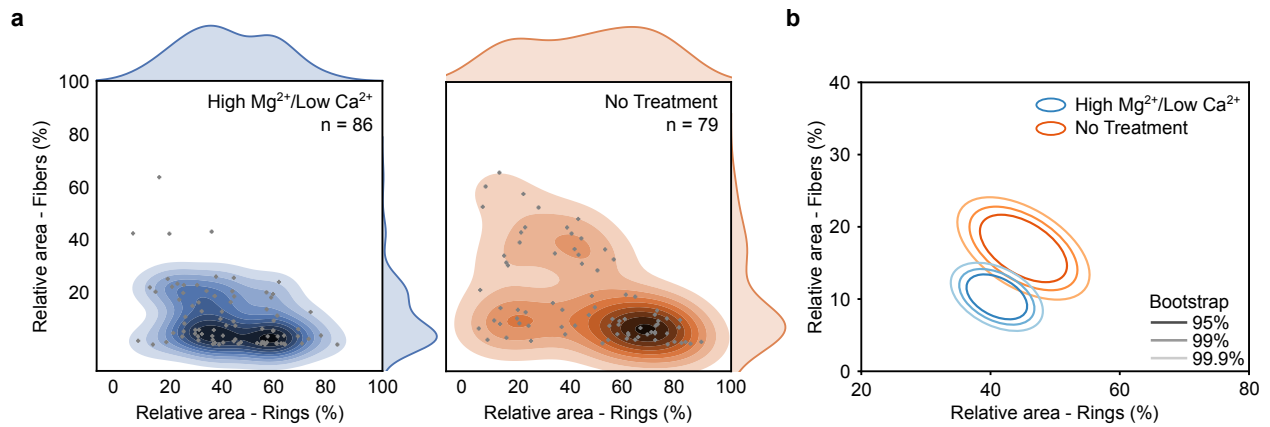 a
b
High Mg²⁺/Low Ca²⁺
n = 86
No Treatment
n = 79
100
80
60
40
20
Relative area - Fibers (%)
0 20 40 60 80 100
Relative area - Rings (%)
0 20 40 60 80 100
Relative area - Rings (%)
40
30
20
10
0
Relative area - Fibers (%)
High Mg²⁺/Low Ca²⁺
No Treatment
Bootstrap
95%
99%
99.9%
20 40 60 80
Relative area - Rings (%)